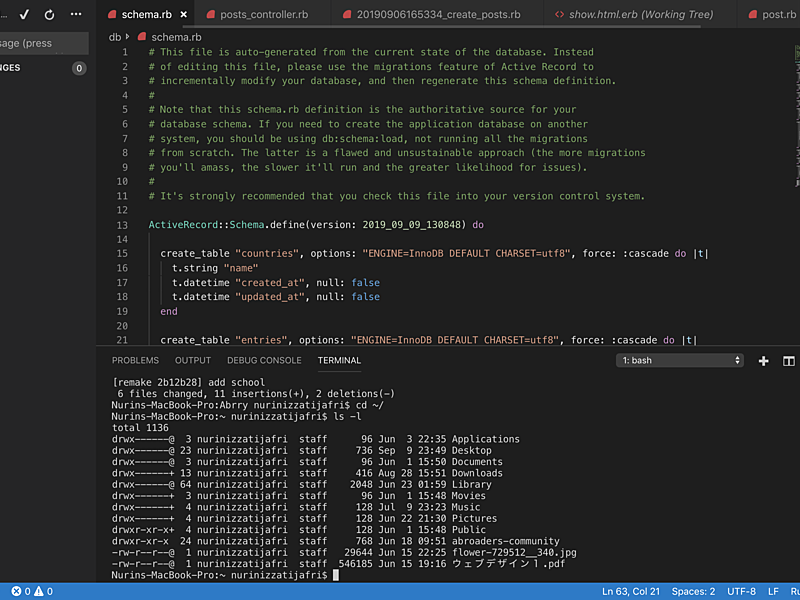 schema.rb
posts_controller.rb
20190906165334_create_posts.rb
show.html.erb (Working Tree)
post.rb
sage (press
NGES 0
db schema.rb
1 # This file is auto-generated from the current state of the database. Instead
2 # of editing this file, please use the migrations feature of Active Record to
3 # incrementally modify your database, and then regenerate this schema definition.
4 #
5 # Note that this schema.rb definition is the authoritative source for your
6 # database schema. If you need to create the application database on another
7 # system, you should be using db:schema:load, not running all the migrations
8 # from scratch. The latter is a flawed and unsustainable approach (the more migrations
9 # you'll amass, the slower it'll run and the greater likelihood for issues).
10 #
11 # It's strongly recommended that you check this file into your version control system.
12
13 ActiveRecord::Schema.define(version: 2019_09_09_130848) do
14
15 create_table "countries", options: "ENGINE=InnoDB DEFAULT CHARSET=utf8", force: :cascade do |t|
16 t.string "name"
17 t.datetime "created_at", null: false
18 t.datetime "updated_at", null: false
19 end
20
21 create_table "entries", options: "ENGINE=InnoDB DEFAULT CHARSET=utf8", force: :cascade do |t|
PROBLEMS OUTPUT DEBUG CONSOLE TERMINAL 1: bash
[remake 2b12b28] add school
6 files changed, 11 insertions(+), 2 deletions(-)
Nurins-MacBook-Pro:Abrry nurinizzatijafri$ cd ~/
Nurins-MacBook-Pro:~ nurinizzatijafri$ ls -l
total 1136
drwx------@ 3 nurinizzatijafri staff 96 Jun 3 22:35 Applications
drwx------@ 23 nurinizzatijafri staff 736 Sep 9 23:49 Desktop
drwx------@ 3 nurinizzatijafri staff 96 Jun 1 15:50 Documents
drwx------+ 13 nurinizzatijafri staff 416 Aug 28 15:51 Downloads
drwx------@ 64 nurinizzatijafri staff 2048 Jun 23 01:59 Library
drwx------+ 3 nurinizzatijafri staff 96 Jun 1 15:48 Movies
drwx------+ 4 nurinizzatijafri staff 128 Jul 9 23:23 Music
drwx------+ 4 nurinizzatijafri staff 128 Jun 22 21:30 Pictures
drwxr-xr-x+ 4 nurinizzatijafri staff 128 Jun 1 15:48 Public
drwxr-xr-x 24 nurinizzatijafri staff 768 Jun 18 09:51 abroaders-community
-rw-r--r--@ 1 nurinizzatijafri staff 29644 Jun 15 22:25 flower-729512__340.jpg
-rw-r--r--@ 1 nurinizzatijafri staff 546185 Jun 15 19:16 ウェブデザイン１.pdf
Nurins-MacBook-Pro:~ nurinizzatijafri$
0 0 Ln 63, Col 21 Spaces: 2 UTF-8 LF Ru